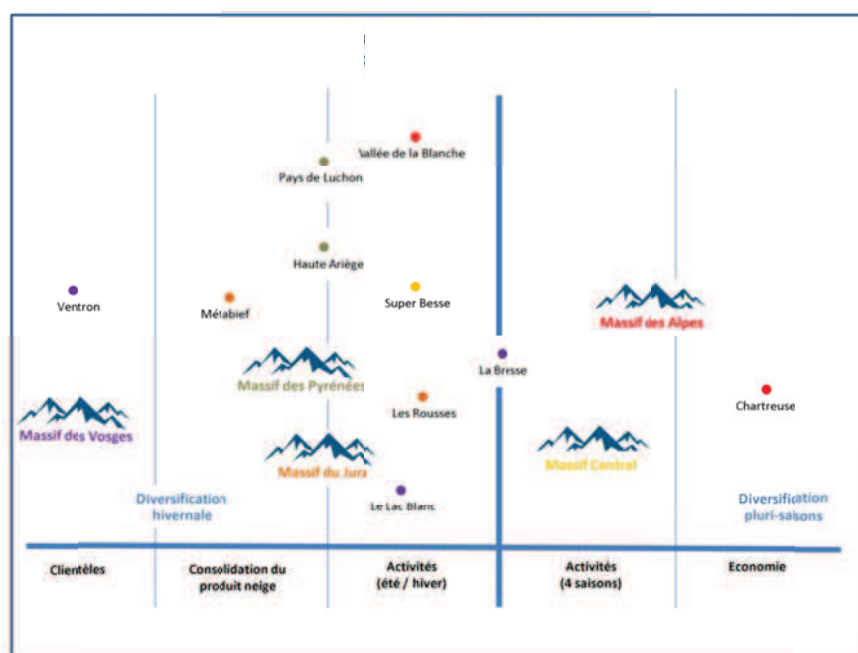 Vallée de la Blanche
Pays de Luchon
Haute Ariège
Ventron
Métabief
Super Besse
Massif des Alpes
La Bresse
Massif des Pyrénées
Les Rousses
Chartreuse
Massif des Vosges
Massif du Jura
Massif Central
Le Lac Blanc
Diversification
hivernale
Diversification
pluri-saisons
Clientèles
Consolidation du
produit neige
Activités
(été / hiver)
Activités
(4 saisons)
Economie